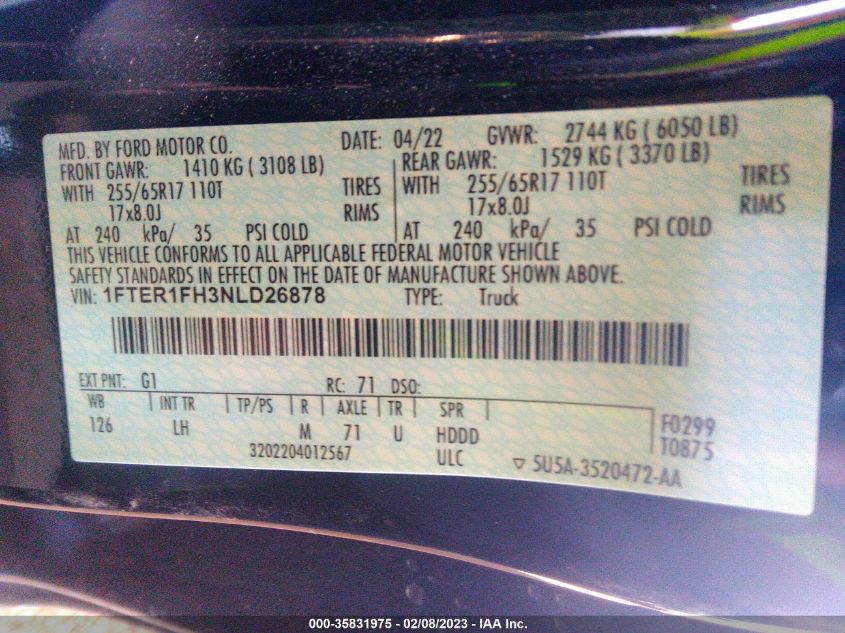 MFD. BY FORD MOTOR CO. DATE: 04/22 GVWR: 2744 KG ( 6050 LB)
FRONT GAWR: 1410 KG ( 3108 LB) REAR GAWR: 1529 KG ( 3370 LB)
WITH 255/65R17 110T TIRES WITH 255/65R17 110T TIRES
17x8.0J RIMS 17x8.0J RIMS
AT 240 kPa/ 35 PSI COLD AT 240 kPa/ 35 PSI COLD
THIS VEHICLE CONFORMS TO ALL APPLICABLE FEDERAL MOTOR VEHICLE
SAFETY STANDARDS IN EFFECT ON THE DATE OF MANUFACTURE SHOWN ABOVE.
VIN: 1FTER1FH3NLD26878 TYPE: Truck
EXT PNT: G1 RC: 71 DSO:
WB INT TR TP/PS R AXLE TR SPR
126 LH M 71 U HDDD F0299
3202204012567 ULC T0875
5U5A-3520472-AA
000-35831975 - 02/08/2023 - IAA Inc.